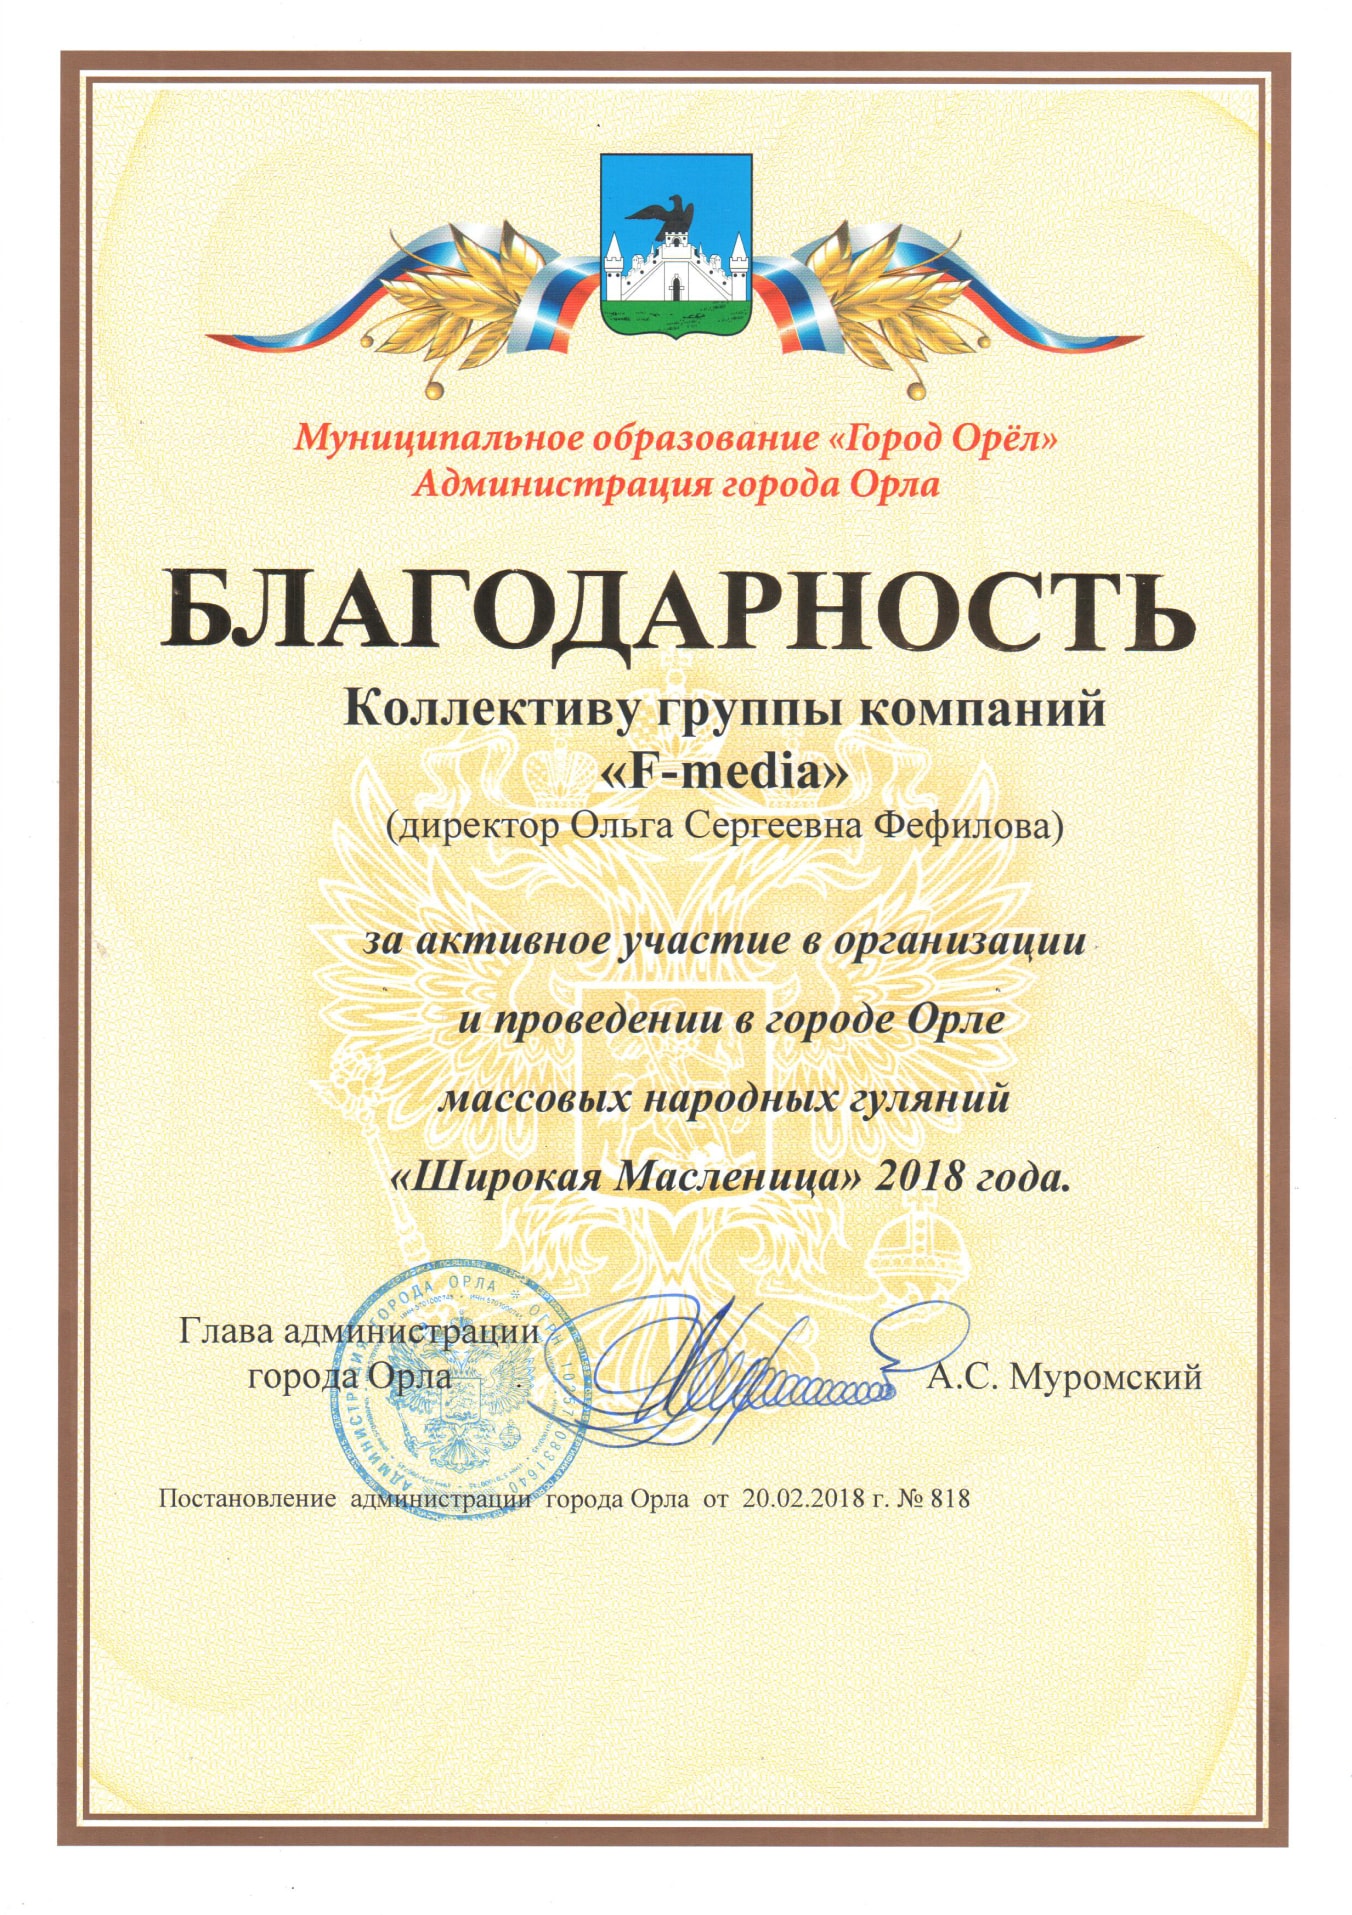 Муниципальное образование «Город Орёл»
Администрация города Орла
БЛАГОДАРНОСТЬ
Коллективу группы компаний
«F-media»
(директор Ольга Сергеевна Фефилова)
за активное участие в организации
и проведении в городе Орле
массовых народных гуляний
«Широкая Масленица» 2018 года.
Глава администрации
города Орла
А.С. Муромский
АДМИНИСТРАЦИЯ ГОРОДА ОРЛА * ОГРН
Постановление администрации города Орла от 20.02.2018 г. № 818